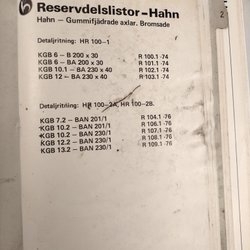 Reservdelslistor-Hahn
Hahn – Gummifjädrade axlar. Bromsade
2
Detaljritning: HR 100-1
KGB 6 – B 200 x 30 R 100.1 -74
KGB 6 – BA 200 x 30 R 101.1 -74
KGB 10.1 – BA 230 x 40 R 102.1 -74
KGB 12 – BA 230 x 40 R 103.1 -74
Detaljritning: HR 100-2A, HR 100-2B.
KGB 7.2 – BAN 201/1 R 104.1 -76
KGB 10.2 – BAN 201/1 R 106.1 -76
KGB 10.2 – BAN 230/1 R 107.1 -76
KGB 12.2 – BAN 230/1 R 108.1 -76
KGB 13.2 – BAN 230/1 R 109.1 -76